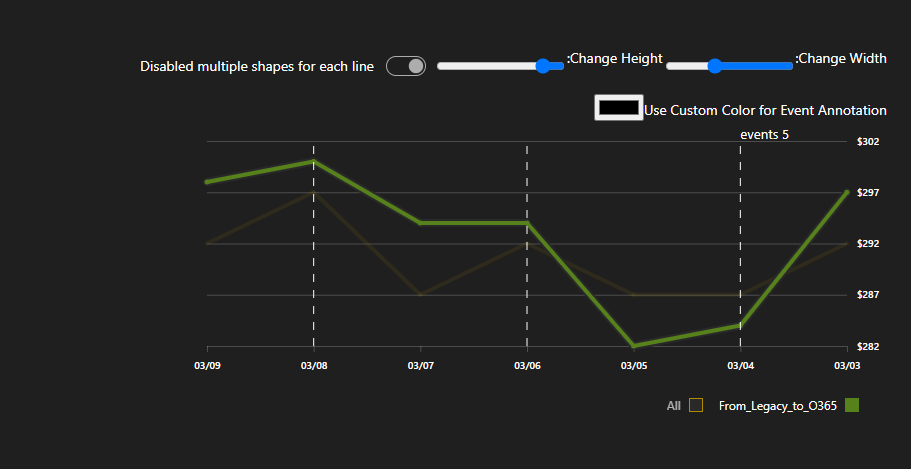 Disabled multiple shapes for each line
:Change Height
:Change Width
Use Custom Color for Event Annotation
events 5
$302
$297
$292
$287
$282
03/09 03/08 03/07 03/06 03/05 03/04 03/03
All From_Legacy_to_O365